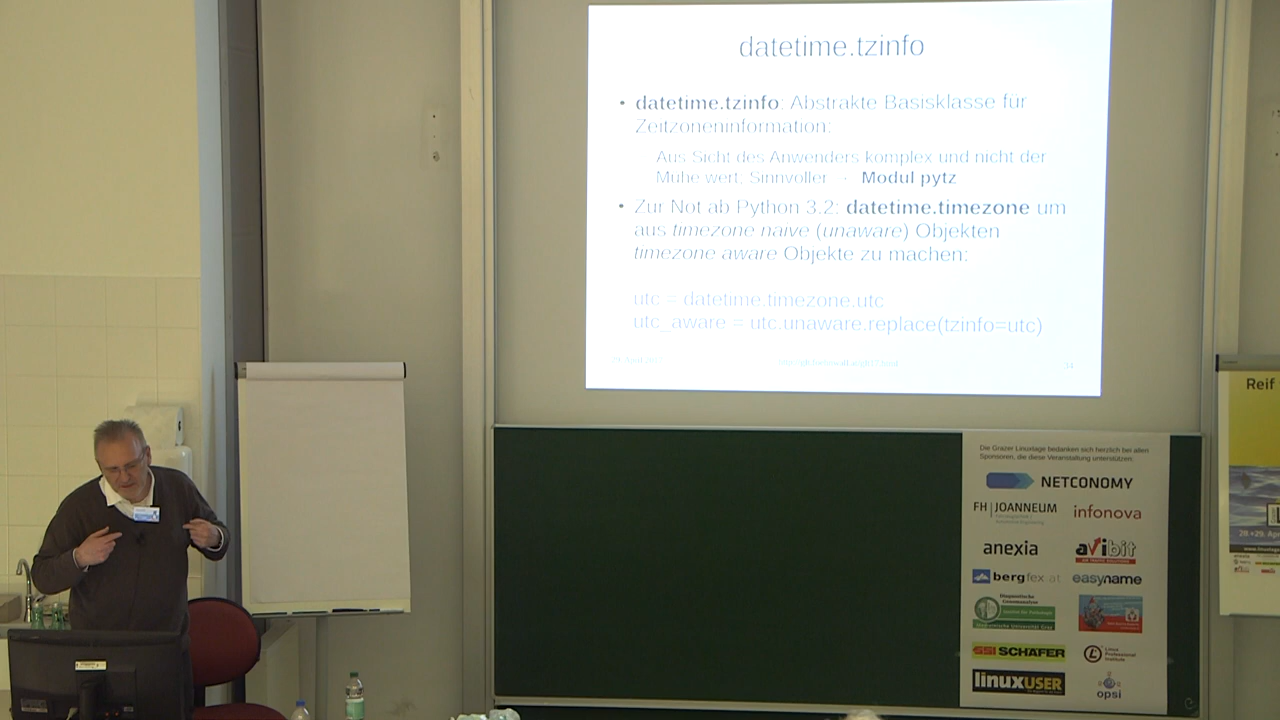 datetime.tzinfo
• datetime.tzinfo: Abstrakte Basisklasse für
Zeitzoneninformation:
Aus Sicht des Anwenders komplex und nicht der
Mühe wert; Sinnvoller → Modul pytz
• Zur Not ab Python 3.2: datetime.timezone um
aus timezone naive (unaware) Objekten
timezone aware Objekte zu machen:
utc = datetime.timezone.utc
utc_aware = utc.unaware.replace(tzinfo=utc)
34
Die Grazer Linuxtage bedanken sich herzlich bei allen
Sponsoren, die diese Veranstaltung unterstützen:
NETCONOMY
FH JOANNEUM
infonova
anexia
avibit
bergfex.at
easyname
SSI SCHÄFER
Linux
Professional
Institute
linuxUSER
opsi
Reif